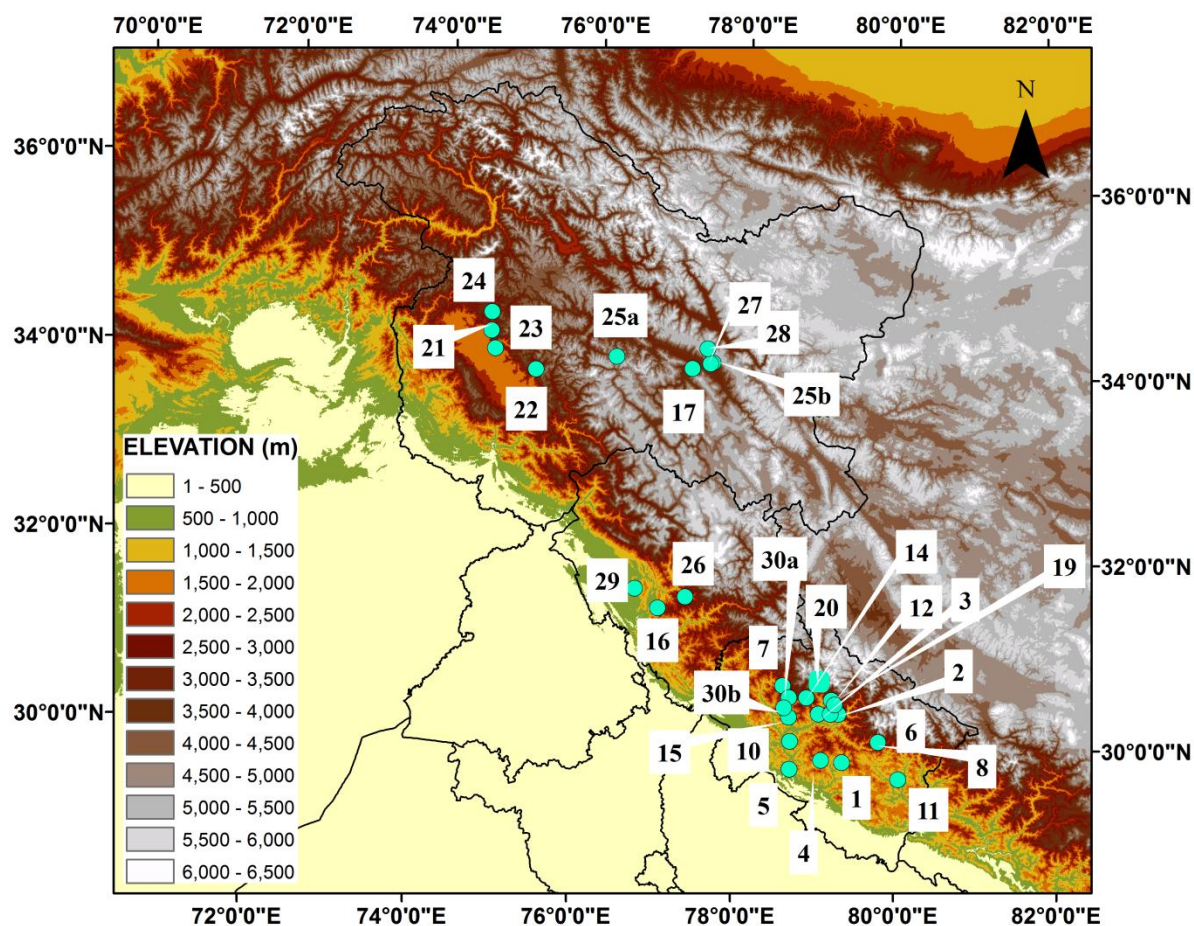 70°0'0"E 72°0'0"E 74°0'0"E 76°0'0"E 78°0'0"E 80°0'0"E 82°0'0"E
N
36°0'0"N
36°0'0"N
34°0'0"N
34°0'0"N
32°0'0"N
32°0'0"N
30°0'0"N
30°0'0"N
24
21
23
22
25a
17
27
28
25b
ELEVATION (m)
1 - 500
500 - 1,000
1,000 - 1,500
1,500 - 2,000
2,000 - 2,500
2,500 - 3,000
3,000 - 3,500
3,500 - 4,000
4,000 - 4,500
4,500 - 5,000
5,000 - 5,500
5,500 - 6,000
6,000 - 6,500
29
26
16
30a
14
19
7
20
12
3
30b
2
15
10
6
8
5
4
1
11
72°0'0"E 74°0'0"E 76°0'0"E 78°0'0"E 80°0'0"E 82°0'0"E